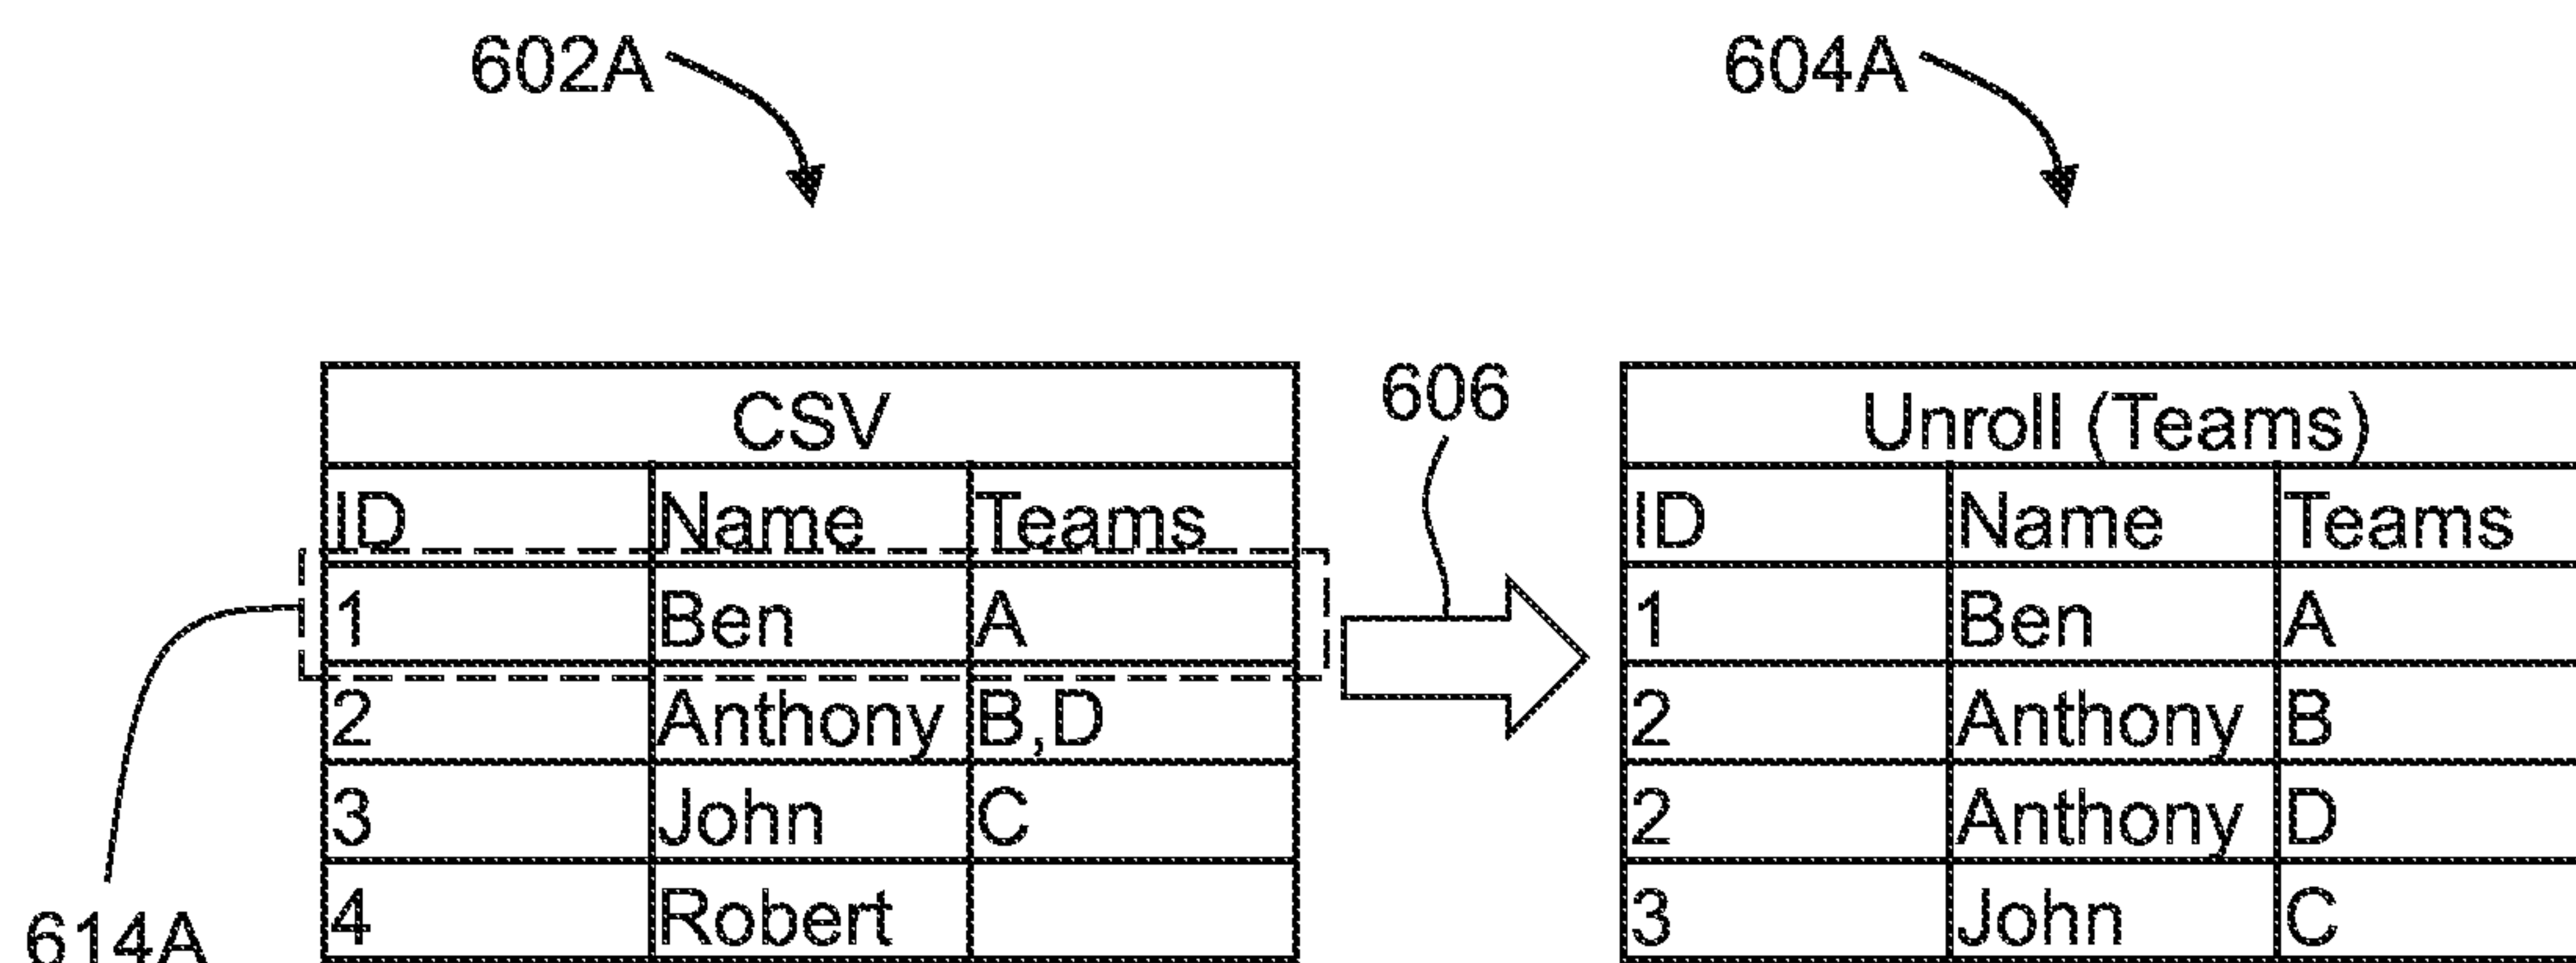 602A
604A
606
CSV
ID Name Teams
1 Ben A
2 Anthony B,D
3 John C
4 Robert
Unroll (Teams)
ID Name Teams
1 Ben A
2 Anthony B
2 Anthony D
3 John C
614A